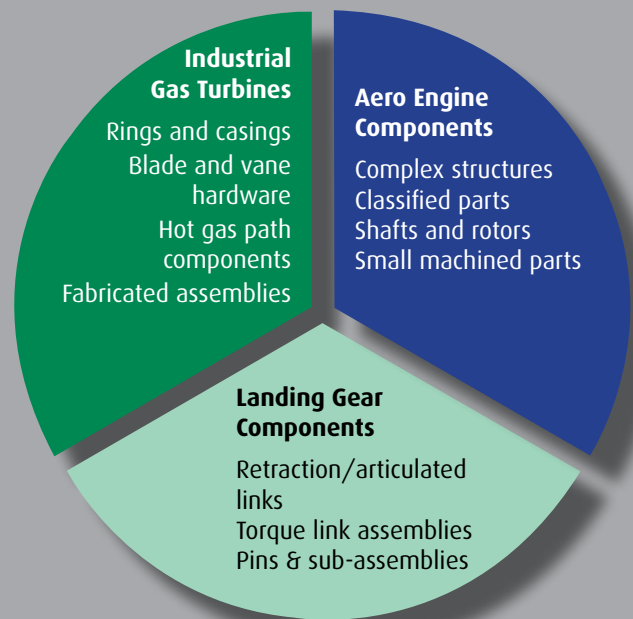 Industrial
Gas Turbines
Rings and casings
Blade and vane
hardware
Hot gas path
components
Fabricated assemblies
Aero Engine
Components
Complex structures
Classified parts
Shafts and rotors
Small machined parts
Landing Gear
Components
Retraction/articulated
links
Torque link assemblies
Pins & sub-assemblies